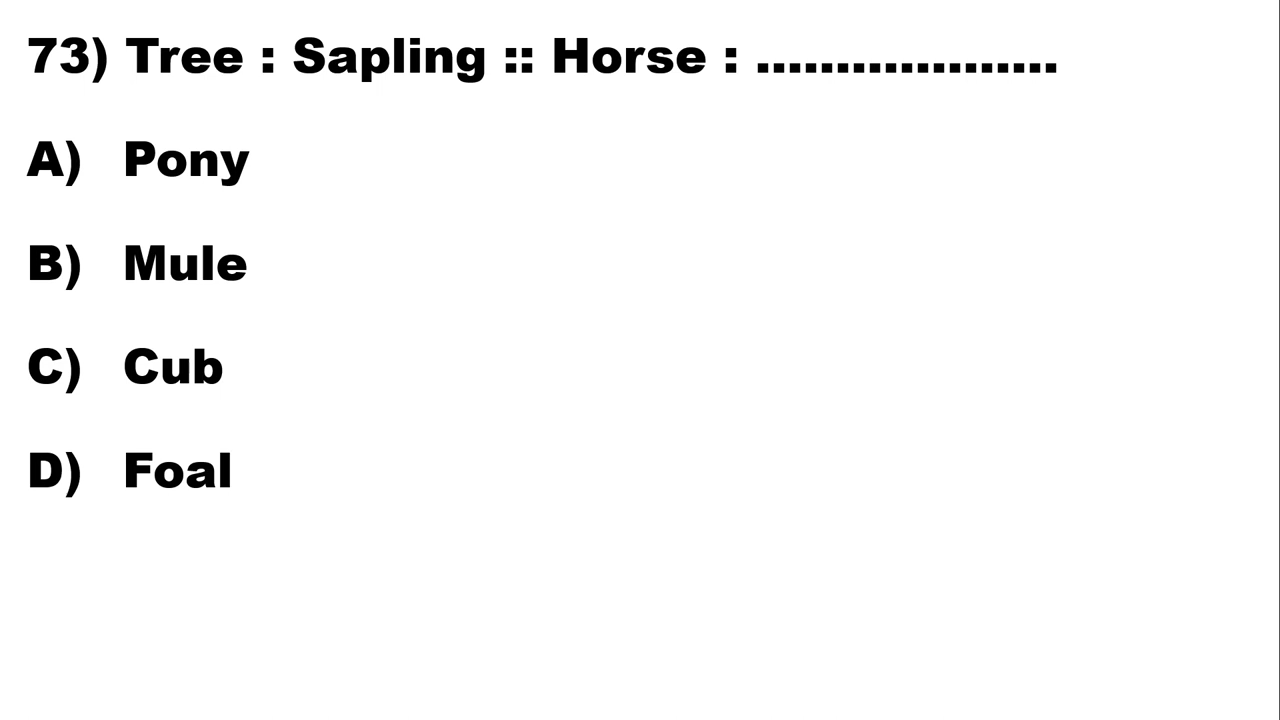 73) Tree : Sapling :: Horse : ...................
A) Pony
B) Mule
C) Cub
D) Foal